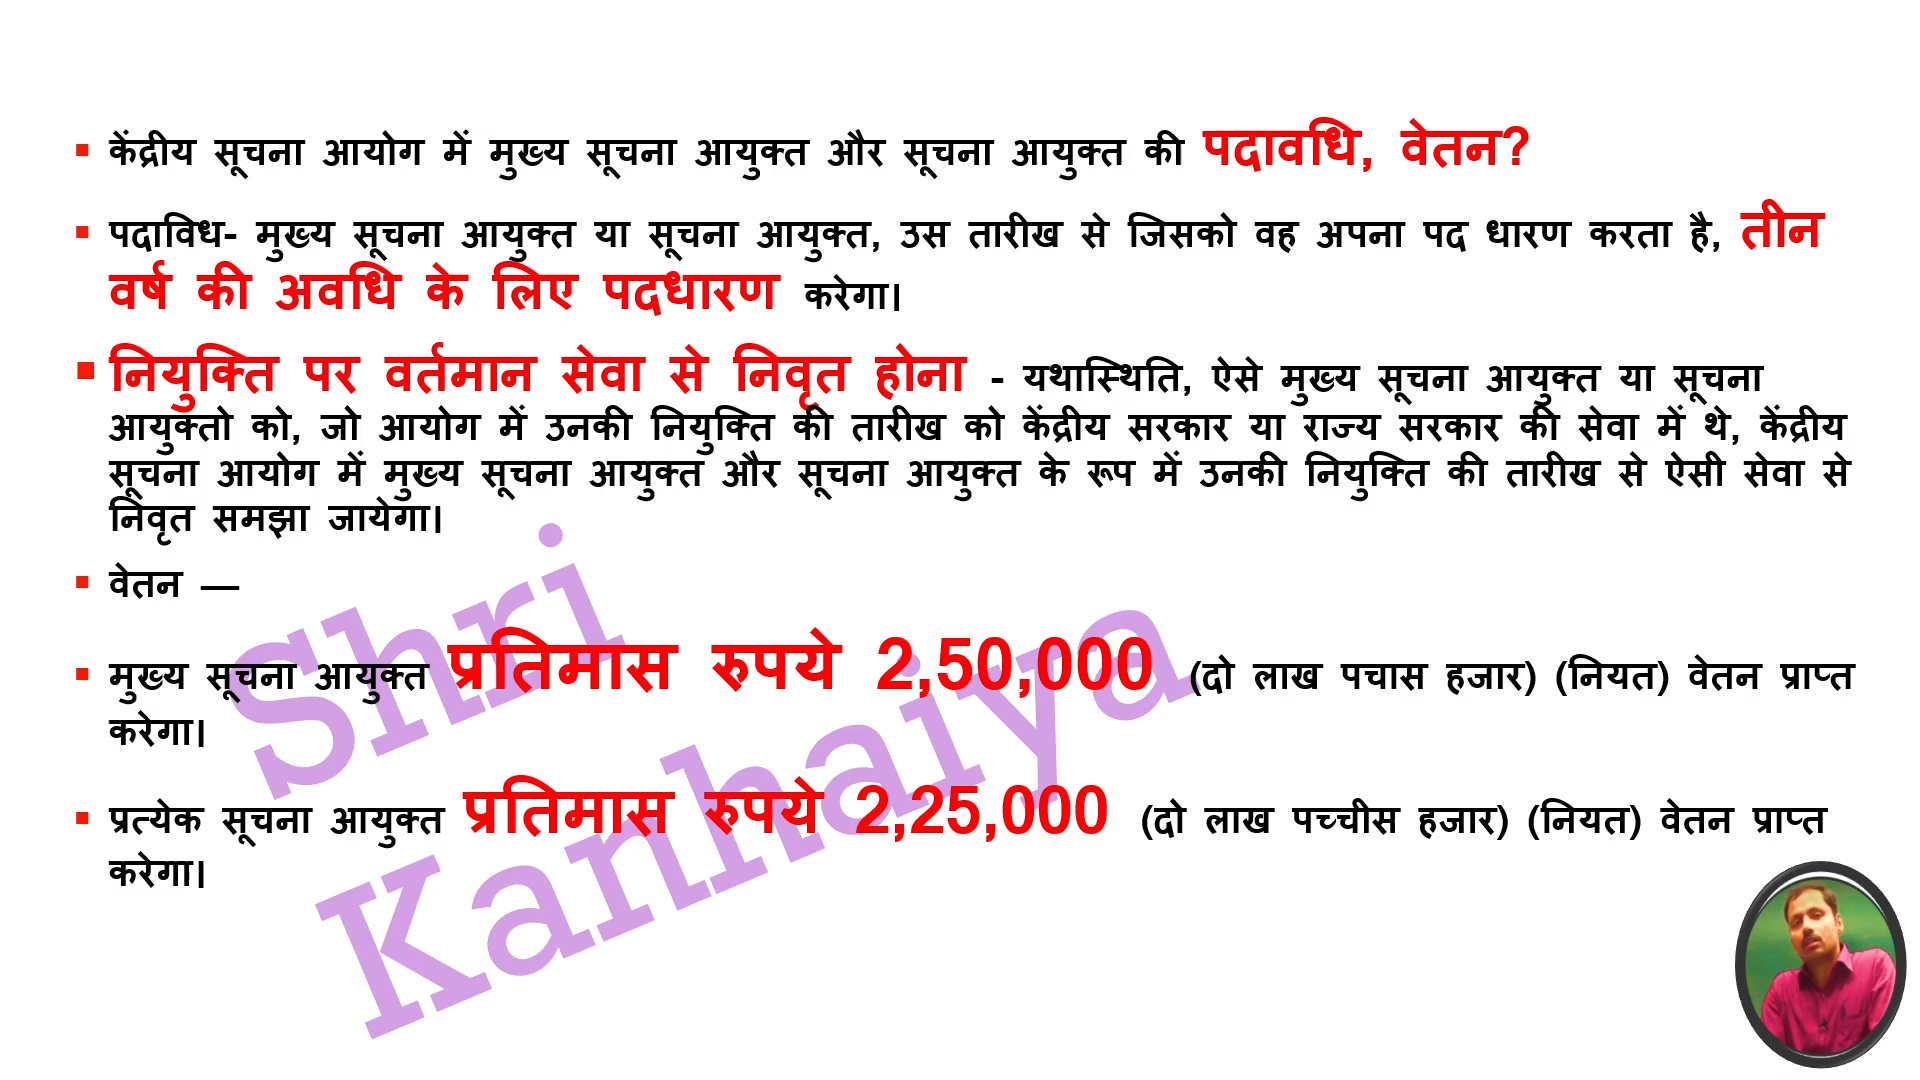 केंद्रीय सूचना आयोग में मुख्य सूचना आयुक्त और सूचना आयुक्त की पदावधि, वेतन?
पदाविध- मुख्य सूचना आयुक्त या सूचना आयुक्त, उस तारीख से जिसको वह अपना पद धारण करता है, तीन
वर्ष की अवधि के लिए पदधारण करेगा।
नियुक्ति पर वर्तमान सेवा से निवृत होना - यथास्थिति, ऐसे मुख्य सूचना आयुक्त या सूचना
आयुक्तो को, जो आयोग में उनकी नियुक्ति की तारीख को केंद्रीय सरकार या राज्य सरकार की सेवा में थे, केंद्रीय
सूचना आयोग में मुख्य सूचना आयुक्त और सूचना आयुक्त के रूप में उनकी नियुक्ति की तारीख से ऐसी सेवा से
निवृत समझा जायेगा।
वेतन —
मुख्य सूचना आयुक्त प्रतिमास रुपये 2,50,000 (दो लाख पचास हजार) (नियत) वेतन प्राप्त
करेगा।
प्रत्येक सूचना आयुक्त प्रतिमास रुपये 2,25,000 (दो लाख पच्चीस हजार) (नियत) वेतन प्राप्त
करेगा।
Shri
Kanhaiya